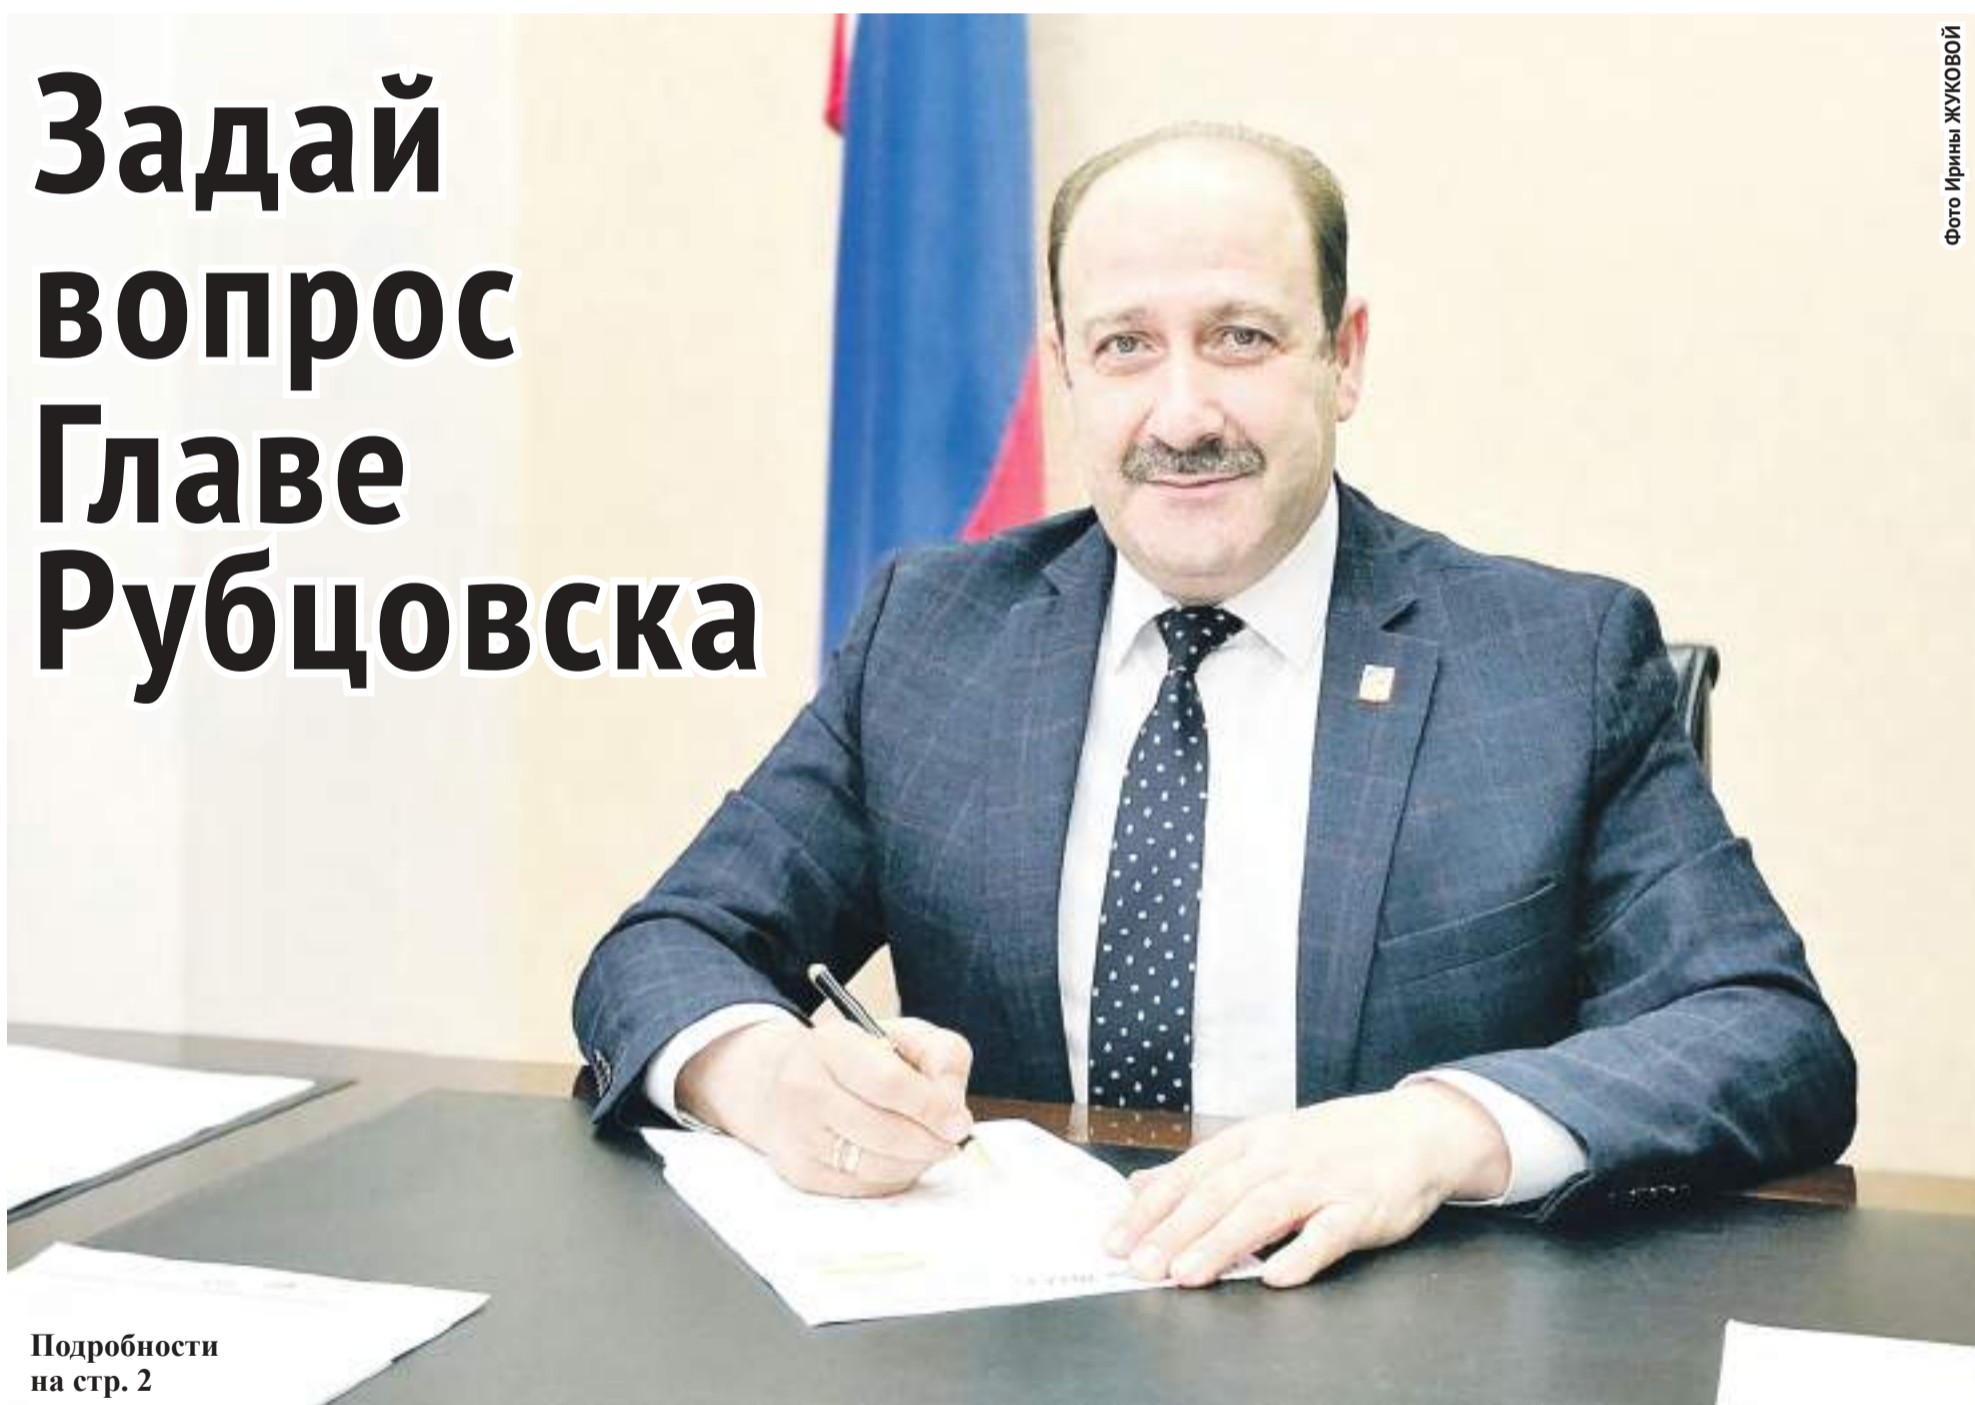 Задай
вопрос
Главе
Рубцовска
Фото Ирины ЖУКОВОЙ
Подробности
на стр. 2